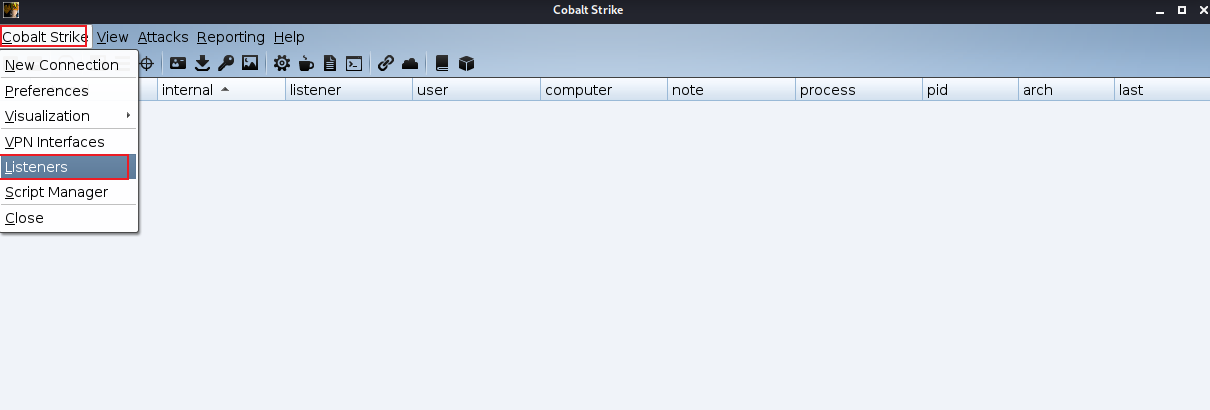 Cobalt Strike
Cobalt Strike View Attacks Reporting Help
New Connection
Preferences
Visualization
VPN Interfaces
Listeners
Script Manager
Close
internal listener user computer note process pid arch last